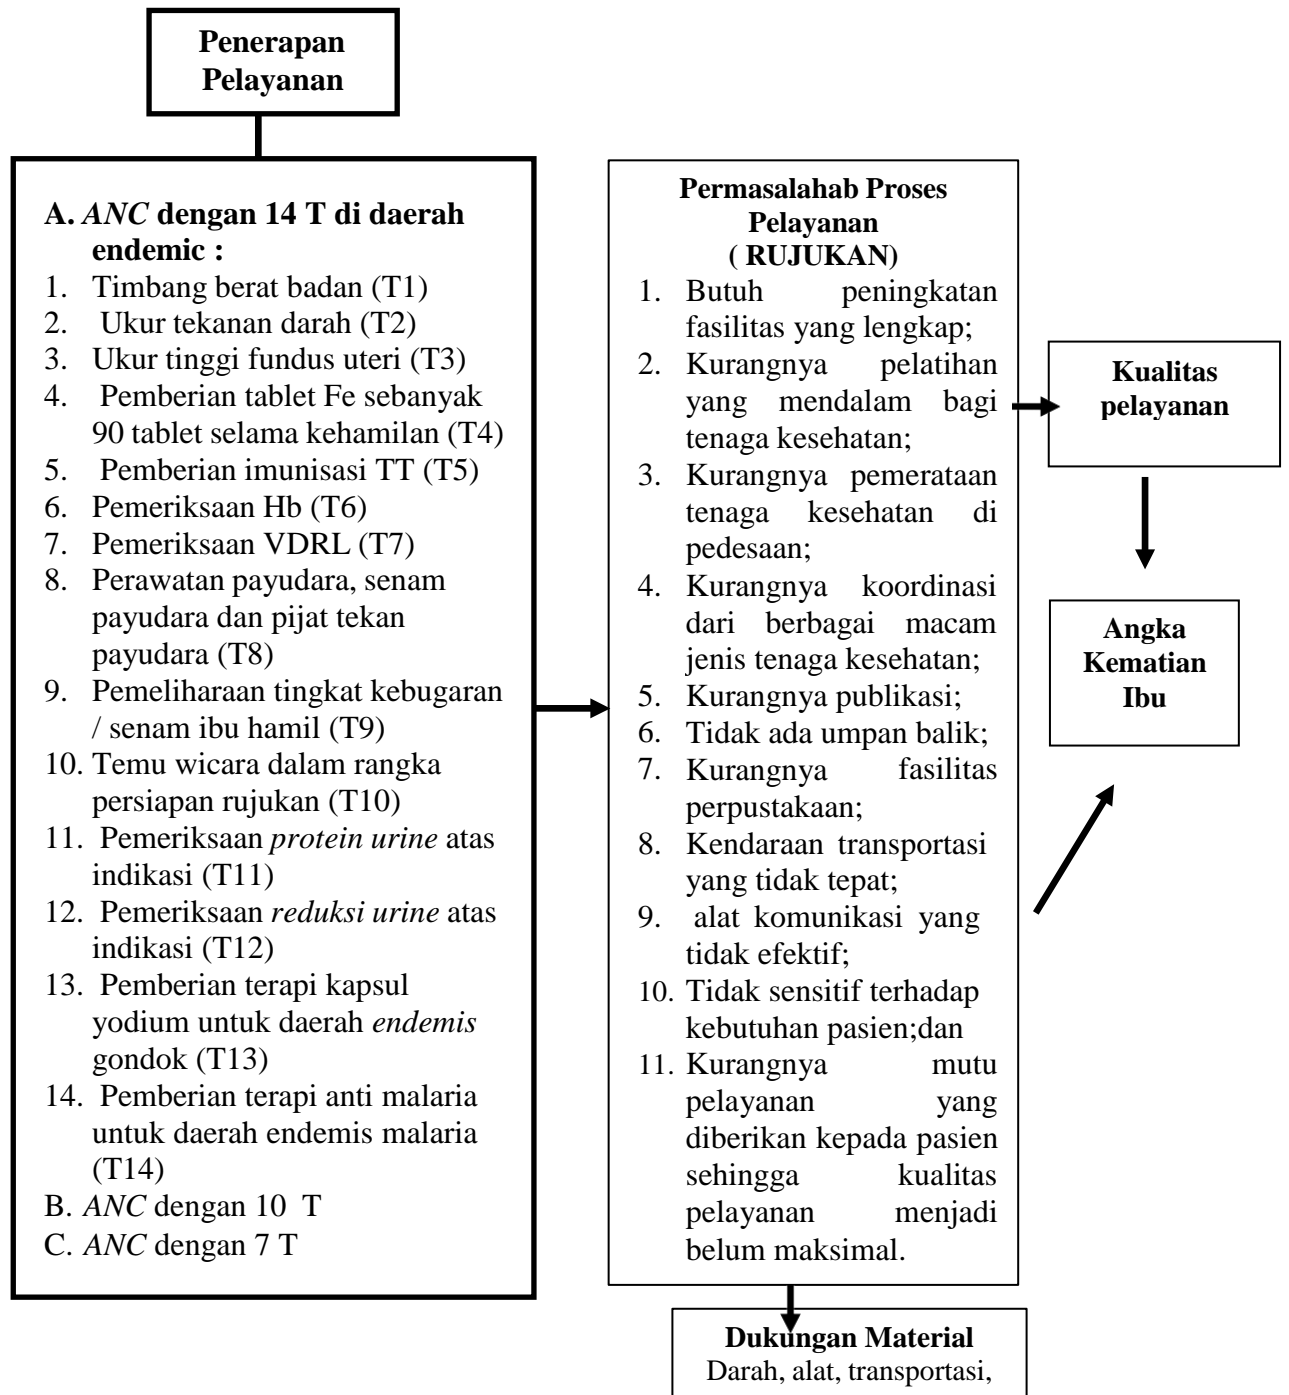 Penerapan
Pelayanan
A. ANC dengan 14 T di daerah
endemic :
1. Timbang berat badan (T1)
2. Ukur tekanan darah (T2)
3. Ukur tinggi fundus uteri (T3)
4. Pemberian tablet Fe sebanyak
90 tablet selama kehamilan (T4)
5. Pemberian imunisasi TT (T5)
6. Pemeriksaan Hb (T6)
7. Pemeriksaan VDRL (T7)
8. Perawatan payudara, senam
payudara dan pijat tekan
payudara (T8)
9. Pemeliharaan tingkat kebugaran
/ senam ibu hamil (T9)
10. Temu wicara dalam rangka
persiapan rujukan (T10)
11. Pemeriksaan protein urine atas
indikasi (T11)
12. Pemeriksaan reduksi urine atas
indikasi (T12)
13. Pemberian terapi kapsul
yodium untuk daerah endemis
gondok (T13)
14. Pemberian terapi anti malaria
untuk daerah endemis malaria
(T14)
B. ANC dengan 10 T
C. ANC dengan 7 T
Permasalahab Proses
Pelayanan
( RUJUKAN)
1. Butuh peningkatan
fasilitas yang lengkap;
2. Kurangnya pelatihan
yang mendalam bagi
tenaga kesehatan;
3. Kurangnya pemerataan
tenaga kesehatan di
pedesaan;
4. Kurangnya koordinasi
dari berbagai macam
jenis tenaga kesehatan;
5. Kurangnya publikasi;
6. Tidak ada umpan balik;
7. Kurangnya fasilitas
perpustakaan;
8. Kendaraan transportasi
yang tidak tepat;
9. alat komunikasi yang
tidak efektif;
10. Tidak sensitif terhadap
kebutuhan pasien;dan
11. Kurangnya mutu
pelayanan yang
diberikan kepada pasien
sehingga kualitas
pelayanan menjadi
belum maksimal.
Kualitas
pelayanan
Angka
Kematian
Ibu
Dukungan Material
Darah, alat, transportasi,